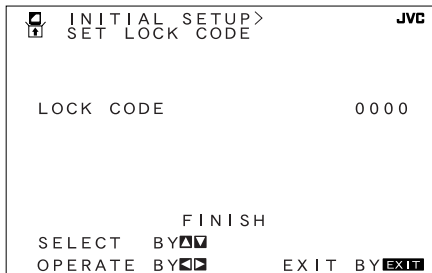 INITIAL SETUP> JVC
SET LOCK CODE
LOCK CODE 0000
FINISH
SELECT BY▲▼
OPERATE BY◀▶ EXIT BY EXIT